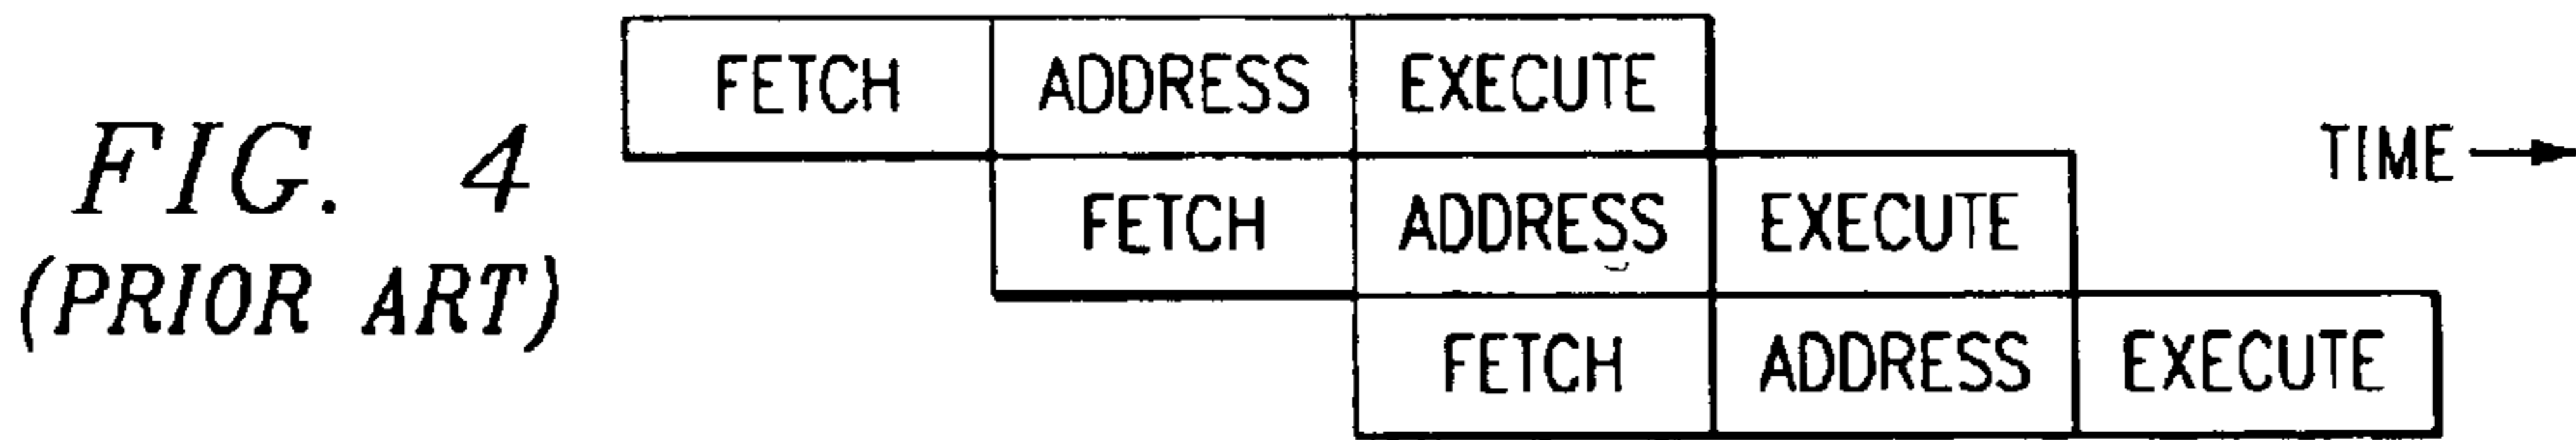 FETCH ADDRESS EXECUTE
FIG. 4
(PRIOR ART)
TIME
FETCH ADDRESS EXECUTE
FETCH ADDRESS EXECUTE